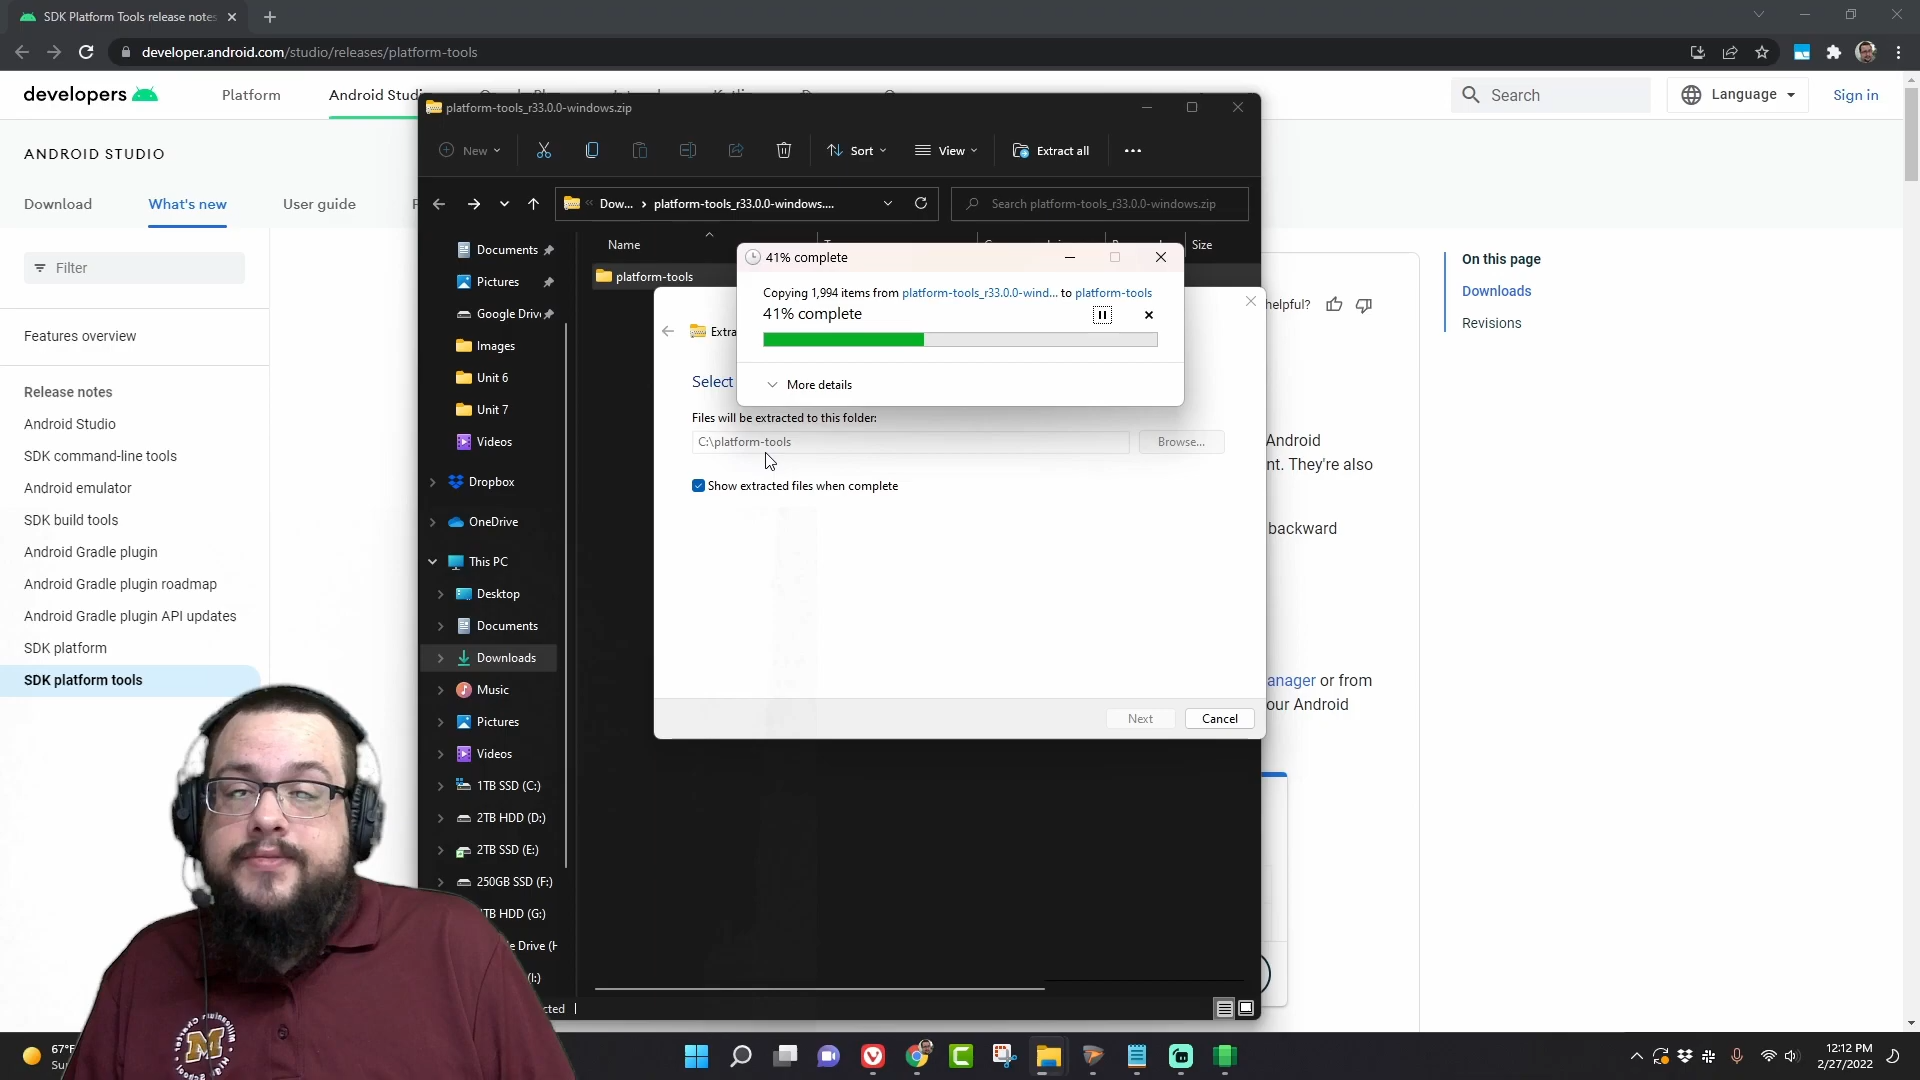 SDK Platform Tools release notes
developer.android.com/studio/releases/platform-tools
developers
Platform
Android Studi
Search
Language
Sign in
ANDROID STUDIO
Download
What's new
User guide
Filter
Features overview
Release notes
Android Studio
SDK command-line tools
Android emulator
SDK build tools
Android Gradle plugin
Android Gradle plugin roadmap
Android Gradle plugin API updates
SDK platform
SDK platform tools
platform-tools_r33.0.0-windows.zip
New
Sort
View
Extract all
Dow... > platform-tools_r33.0.0-windows....
Search platform-tools_r33.0.0-windows.zip
Name
Size
platform-tools
Documents
Pictures
Google Driv
Images
Unit 6
Unit 7
Videos
Dropbox
OneDrive
This PC
Desktop
Documents
Downloads
Music
Pictures
Videos
1TB SSD (C:)
2TB HDD (D:)
2TB SSD (E:)
250GB SSD (F:)
TB HDD (G:)
e Drive (H
(I:)
cted
41% complete
Copying 1,994 items from platform-tools_r33.0.0-wind... to platform-tools
41% complete
More details
Extra
Select
Files will be extracted to this folder:
C:\platform-tools
Browse...
Show extracted files when complete
Next
Cancel
helpful?
Android
nt. They're also
backward
anager or from
our Android
On this page
Downloads
Revisions
67°F
Su
M
12:12 PM
2/27/2022